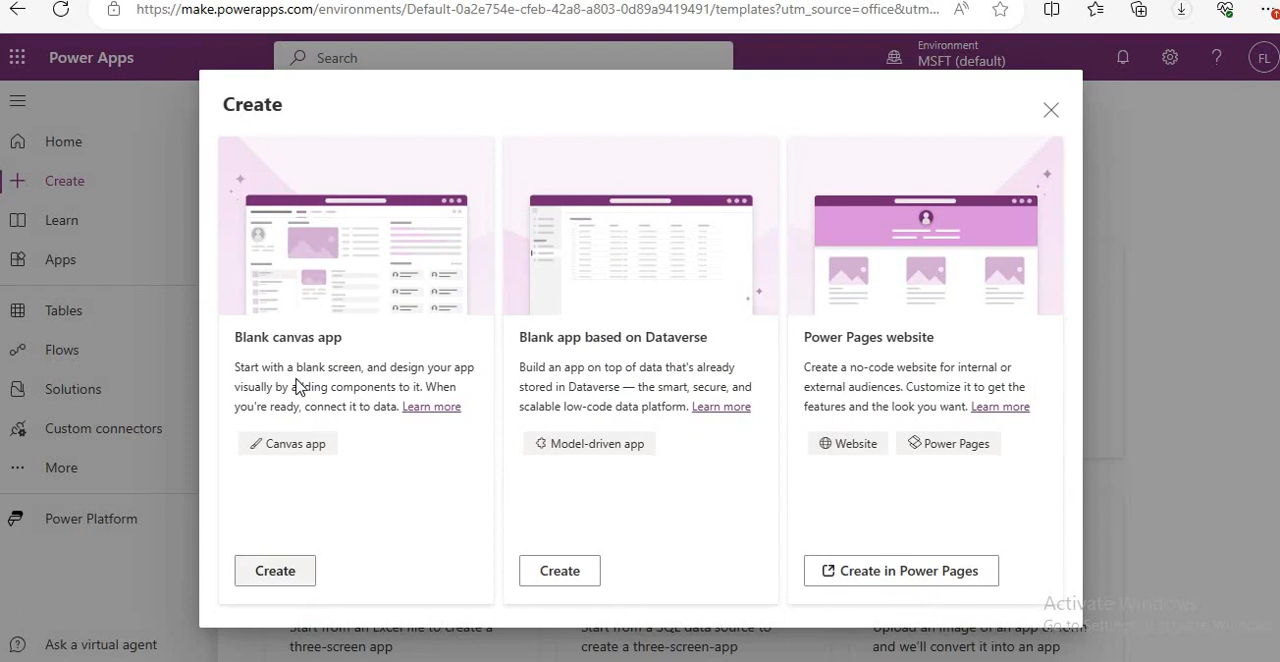 https://make.powerapps.com/environments/Default-0a2e754e-cfeb-42a8-a803-0d89a9419491/templates?utm_source=office&utm...
Power Apps
Search
Environment
MSFT (default)
FL
Home
Create
Learn
Apps
Tables
Flows
Solutions
Custom connectors
More
Power Platform
Ask a virtual agent
Create
Blank canvas app
Start with a blank screen, and design your app
visually by adding components to it. When
you're ready, connect it to data. Learn more
Canvas app
Create
Blank app based on Dataverse
Build an app on top of data that's already
stored in Dataverse — the smart, secure, and
scalable low-code data platform. Learn more
Model-driven app
Create
Power Pages website
Create a no-code website for internal or
external audiences. Customize it to get the
features and the look you want. Learn more
Website
Power Pages
Create in Power Pages
Activate Windows
Go to Settings to activate Windows.
Start from an Excel file to create a
three-screen app
Start from a SQL data source to
create a three-screen-app
Upload an image of an app or form
and we'll convert it into an app